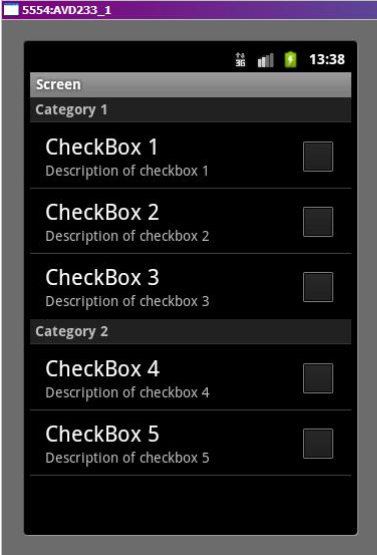 5554:AVD233_1
3G 13:38
Screen
Category 1
CheckBox 1
Description of checkbox 1
CheckBox 2
Description of checkbox 2
CheckBox 3
Description of checkbox 3
Category 2
CheckBox 4
Description of checkbox 4
CheckBox 5
Description of checkbox 5